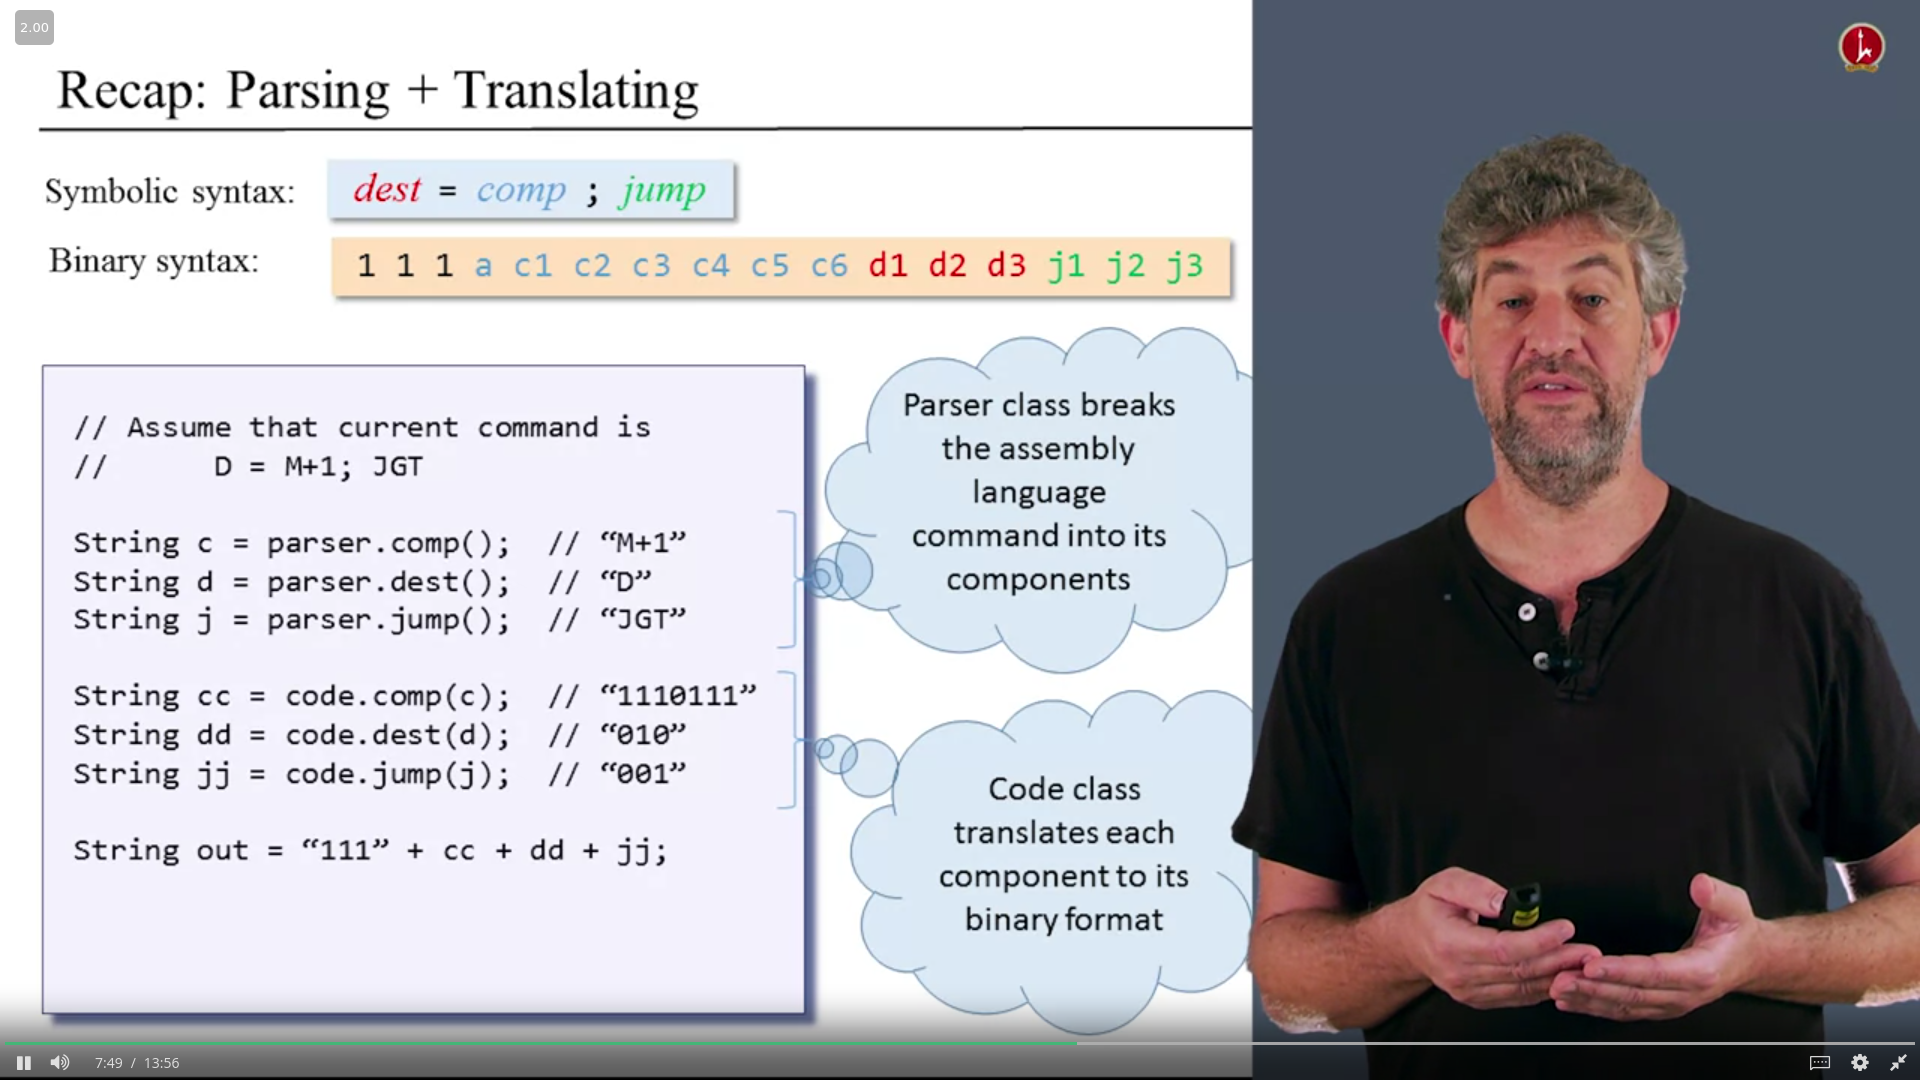 2.00
Recap: Parsing + Translating
Symbolic syntax: dest = comp ; jump
Binary syntax: 1 1 1 a c1 c2 c3 c4 c5 c6 d1 d2 d3 j1 j2 j3
// Assume that current command is
// D = M+1; JGT
String c = parser.comp(); // “M+1”
String d = parser.dest(); // “D”
String j = parser.jump(); // “JGT”
String cc = code.comp(c); // “1110111”
String dd = code.dest(d); // “010”
String jj = code.jump(j); // “001”
String out = “111” + cc + dd + jj;
Parser class breaks
the assembly
language
command into its
components
Code class
translates each
component to its
binary format
7:49 / 13:56